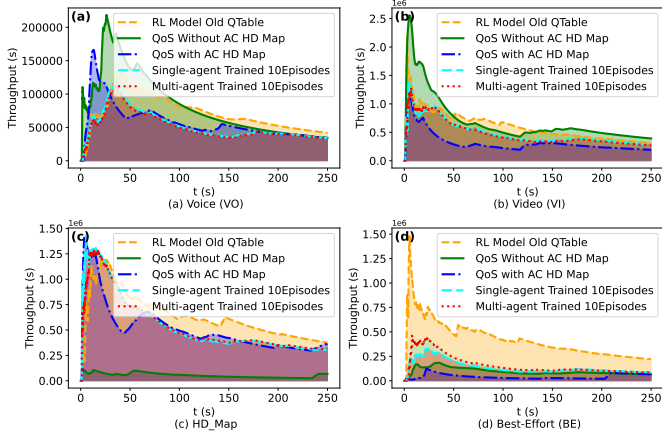 (a)
RL Model Old QTable
QoS Without AC HD Map
QoS with AC HD Map
Single-agent Trained 10Episodes
Multi-agent Trained 10Episodes
Throughput (s)
200000
150000
100000
50000
0
0 50 100 150 200 250
t (s)
(a) Voice (VO)
1e6
(b)
RL Model Old QTable
QoS Without AC HD Map
QoS with AC HD Map
Single-agent Trained 10Episodes
Multi-agent Trained 10Episodes
Throughput (s)
2.5
2.0
1.5
1.0
0.5
0.0
0 50 100 150 200 250
t (s)
(b) Video (VI)
1e6
(c)
RL Model Old QTable
QoS Without AC HD Map
QoS with AC HD Map
Single-agent Trained 10Episodes
Multi-agent Trained 10Episodes
Throughput (s)
1.50
1.25
1.00
0.75
0.50
0.25
0.00
0 50 100 150 200 250
t (s)
(c) HD_Map
1e6
(d)
RL Model Old QTable
QoS Without AC HD Map
QoS with AC HD Map
Single-agent Trained 10Episodes
Multi-agent Trained 10Episodes
Throughput (s)
1.50
1.25
1.00
0.75
0.50
0.25
0.00
0 50 100 150 200 250
t (s)
(d) Best-Effort (BE)